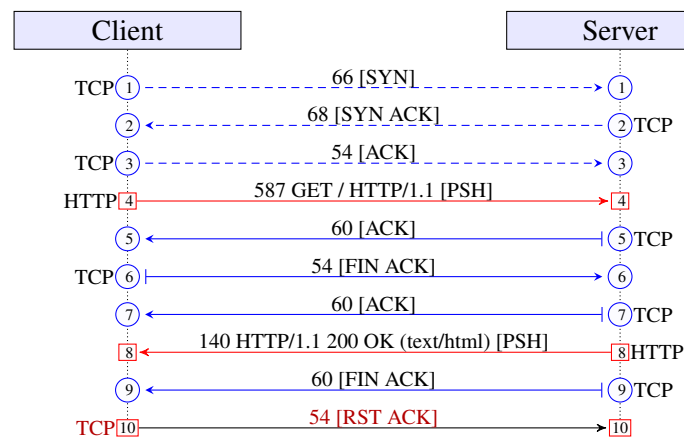 Client Server
TCP 1 66 [SYN] 1
2 68 [SYN ACK] 2 TCP
TCP 3 54 [ACK] 3
HTTP 4 587 GET / HTTP/1.1 [PSH] 4
5 60 [ACK] 5 TCP
TCP 6 54 [FIN ACK] 6
7 60 [ACK] 7 TCP
8 140 HTTP/1.1 200 OK (text/html) [PSH] 8 HTTP
9 60 [FIN ACK] 9 TCP
TCP 10 54 [RST ACK] 10